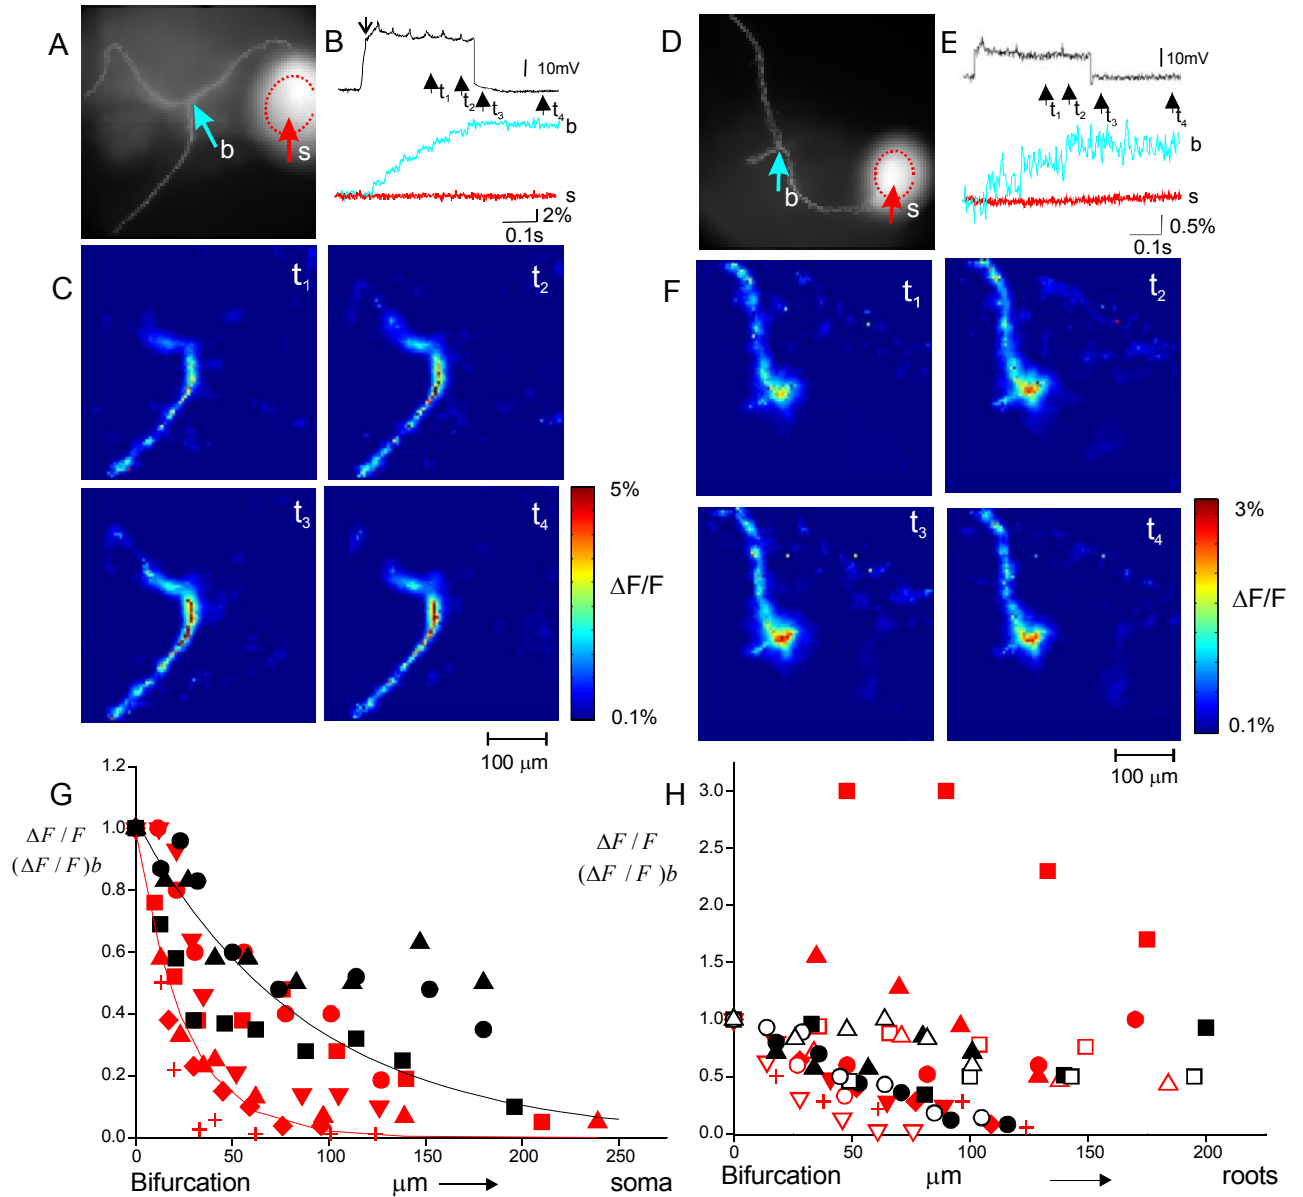 A
b
s
B
10mV
t1
t2
t3
t4
b
s
2%
0.1s
D
b
s
E
10mV
t1
t2
t3
t4
b
s
0.5%
0.1s
C
t1
t2
t3
t4
5%
ΔF/F
0.1%
100 μm
F
t1
t2
t3
t4
3%
ΔF/F
0.1%
100 μm
G
ΔF / F
(ΔF / F)b
1.2
1.0
0.8
0.6
0.4
0.2
0.0
0 50 100 150 200 250
Bifurcation μm soma
H
ΔF / F
(ΔF / F)b
3.0
2.5
2.0
1.5
1.0
0.5
0.0
0 50 100 150 200
Bifurcation μm roots